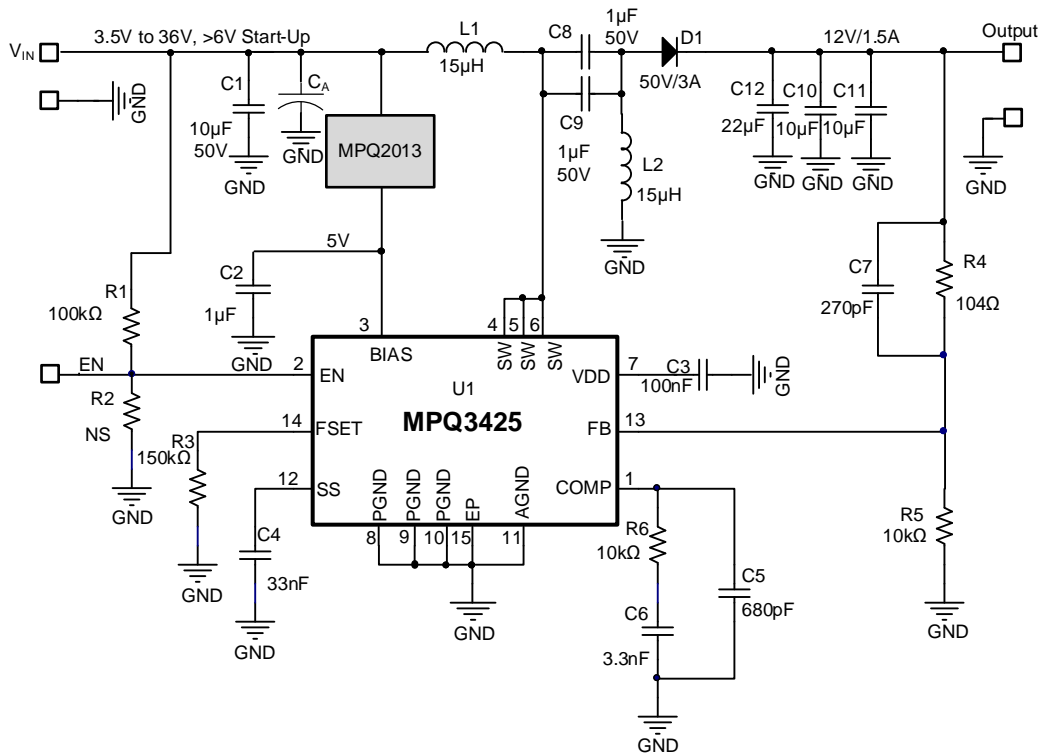 VIN
3.5V to 36V, >6V Start-Up
L1
15µH
C8
1µF
50V
D1
50V/3A
12V/1.5A
Output
GND
C1
10µF
50V
GND
CA
GND
MPQ2013
C9
1µF
50V
L2
15µH
GND
C12
22µF
GND
C10
10µF
GND
C11
10µF
GND
GND
5V
C2
1µF
GND
R1
100kΩ
C7
270pF
R4
104Ω
EN
R2
NS
GND
3
BIAS
4
SW
5
SW
6
SW
2
EN
U1
MPQ3425
VDD
7
C3
100nF
GND
14
FSET
R3
150kΩ
GND
FB
13
12
SS
C4
33nF
GND
COMP
1
PGND
8
PGND
9
PGND
10
EP
15
AGND
11
GND
R6
10kΩ
C6
3.3nF
C5
680pF
GND
R5
10kΩ
GND